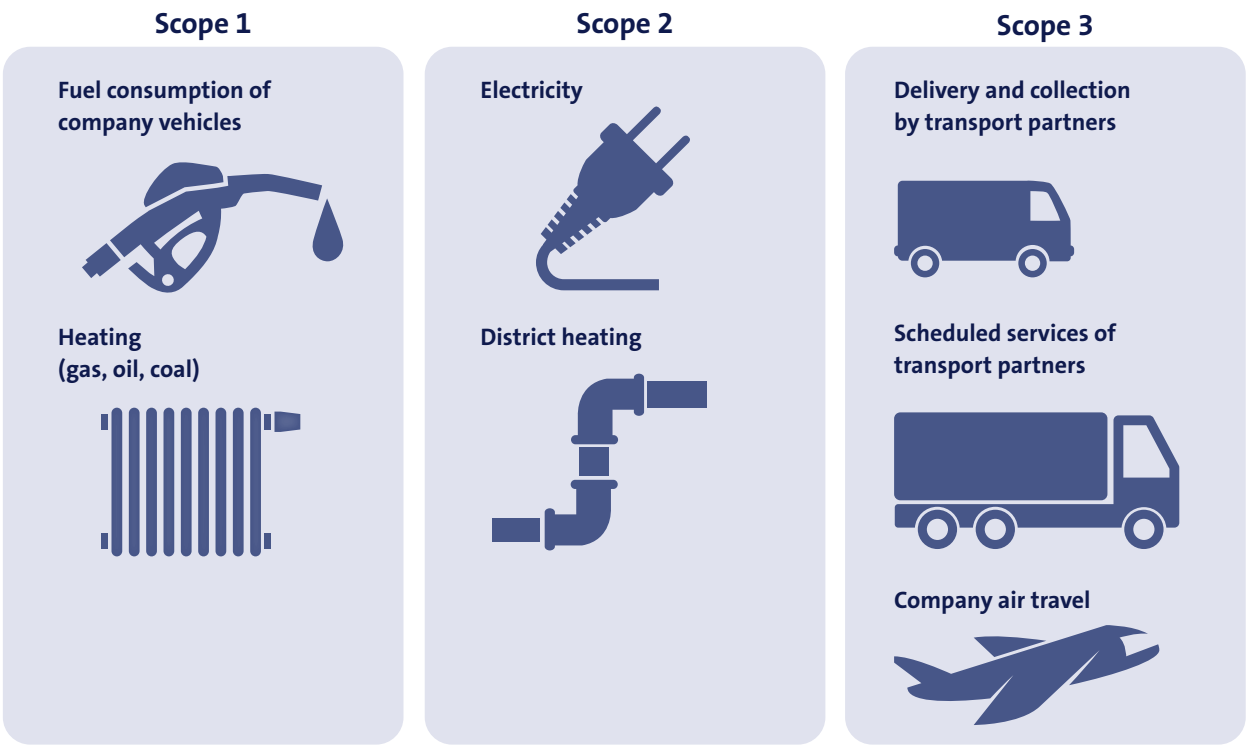 Scope 1
Fuel consumption of
company vehicles
Heating
(gas, oil, coal)
Scope 2
Electricity
District heating
Scope 3
Delivery and collection
by transport partners
Scheduled services of
transport partners
Company air travel